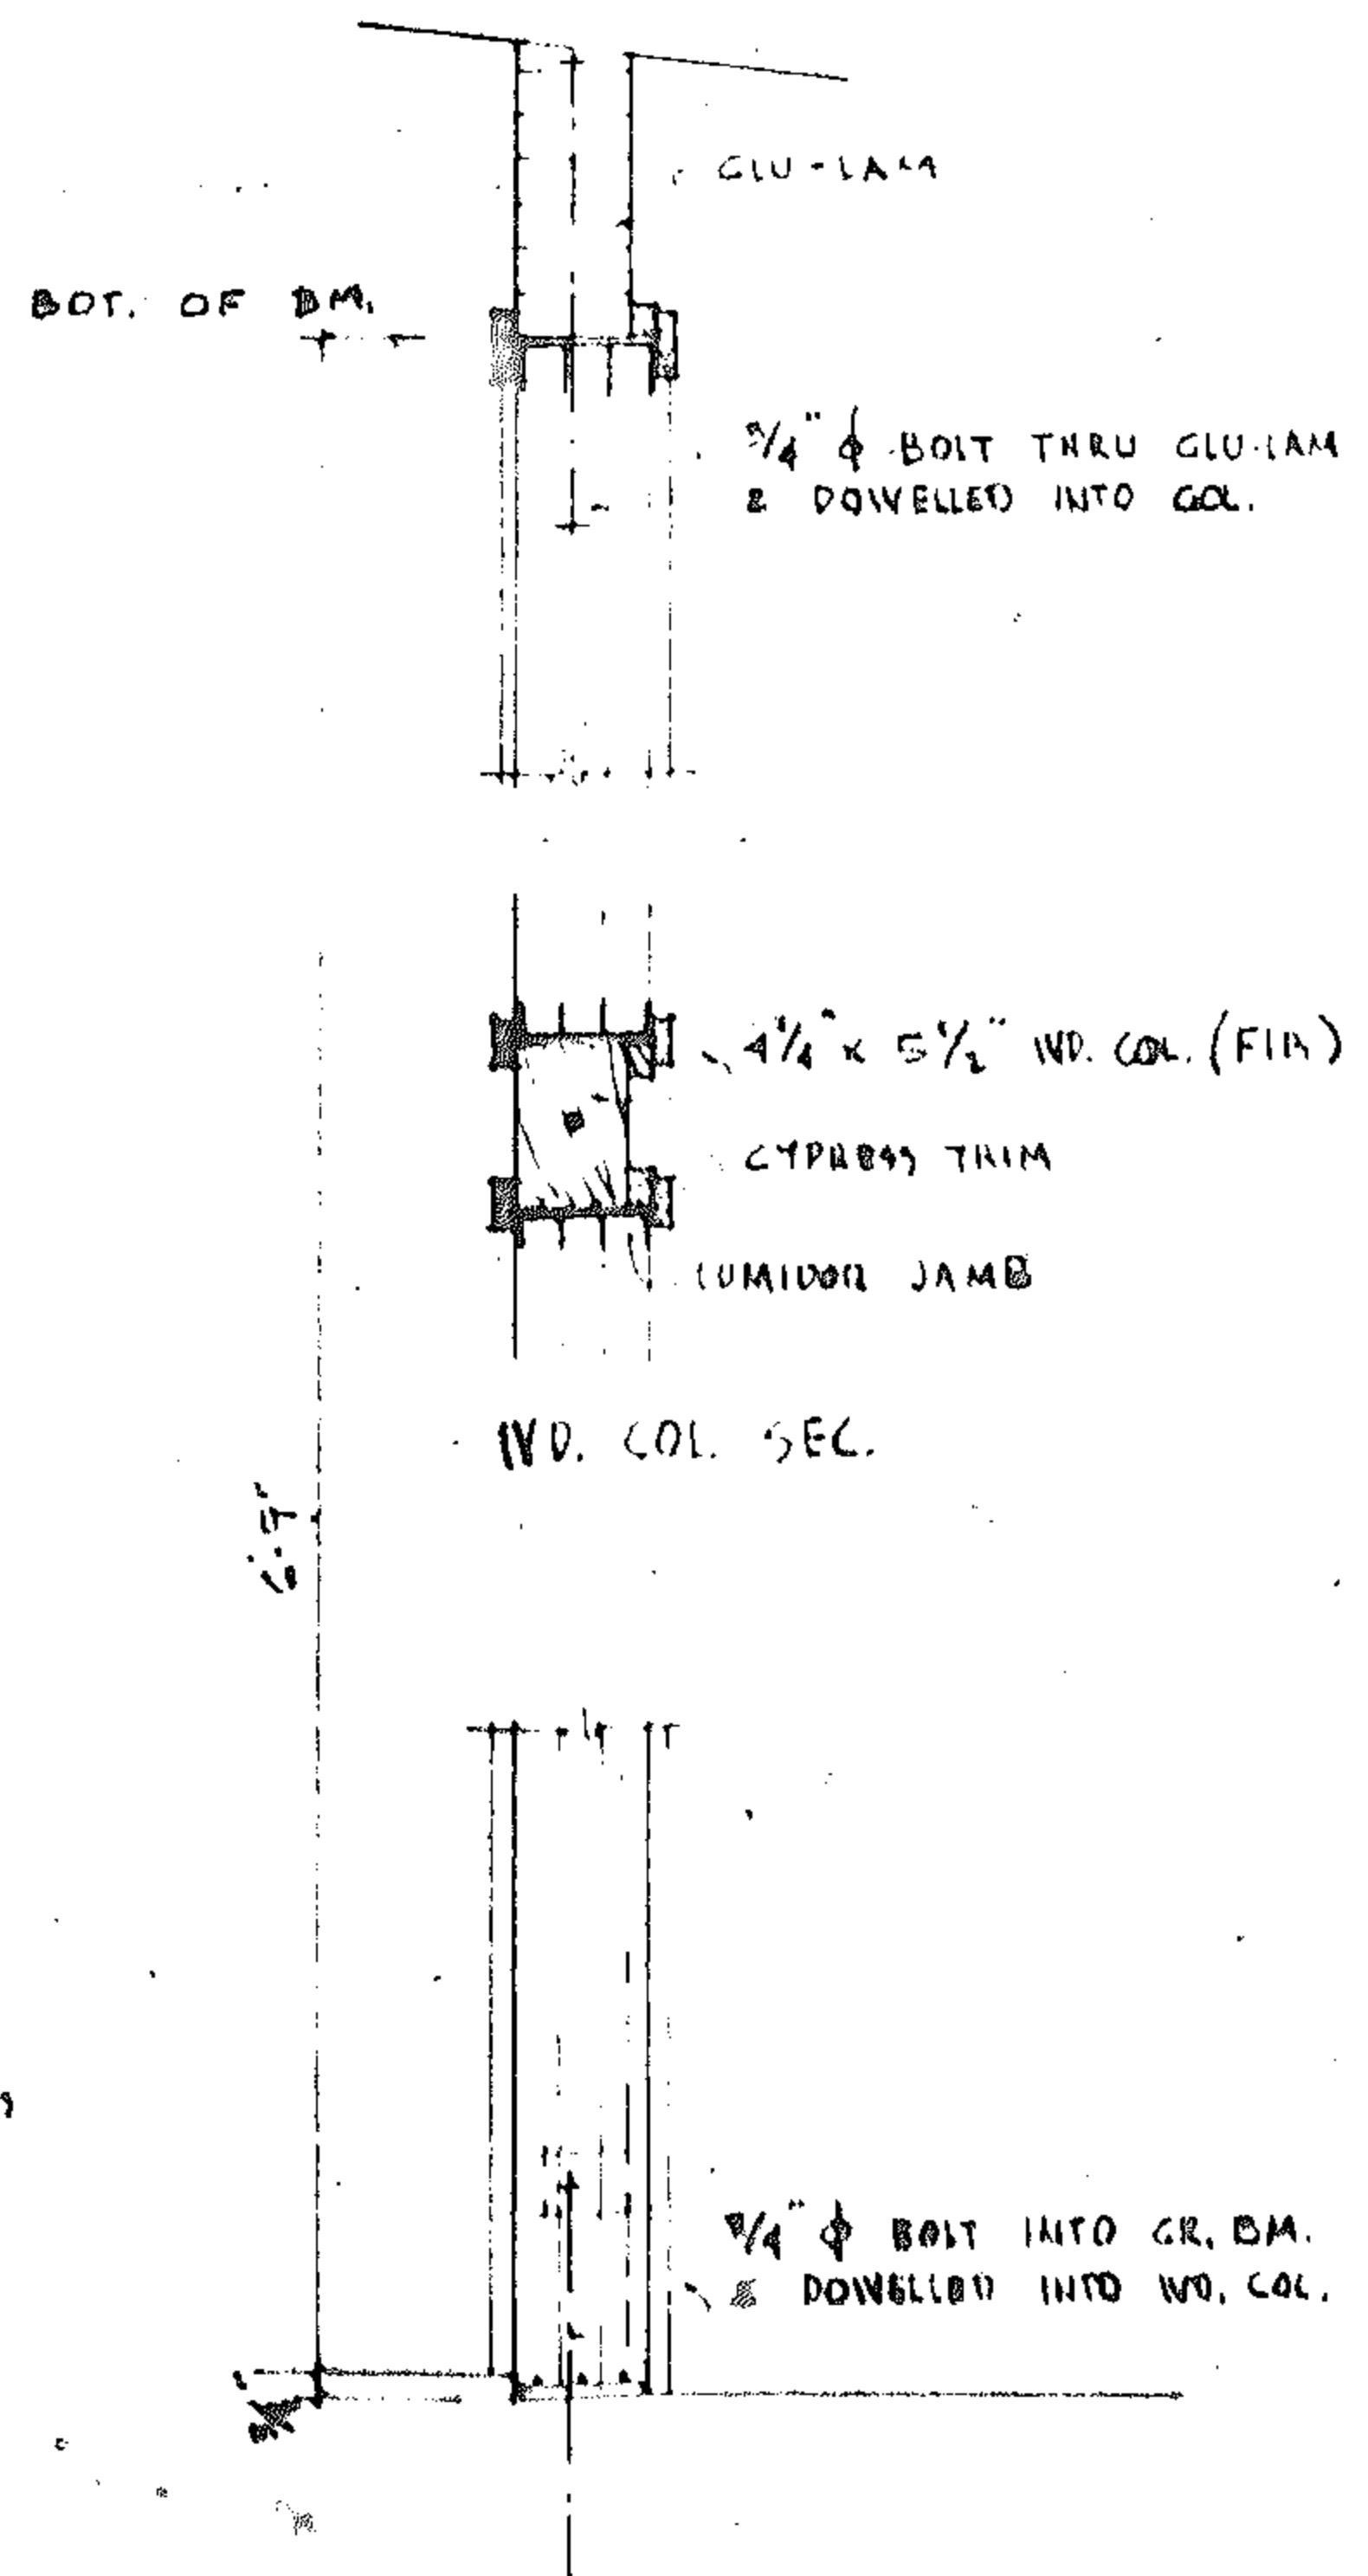 GLU-LAM
BOT. OF BM.
3/4" φ BOLT THRU GLU-LAM
& DOWELLED INTO COL.
4 1/4" x 5 1/2" WD. COL. (FIR)
CYPRESS TRIM
LUMIDOR JAMB
WD. COL. SEC.
3/4" φ BOLT INTO GR. BM.
& DOWELLED INTO WD. COL.